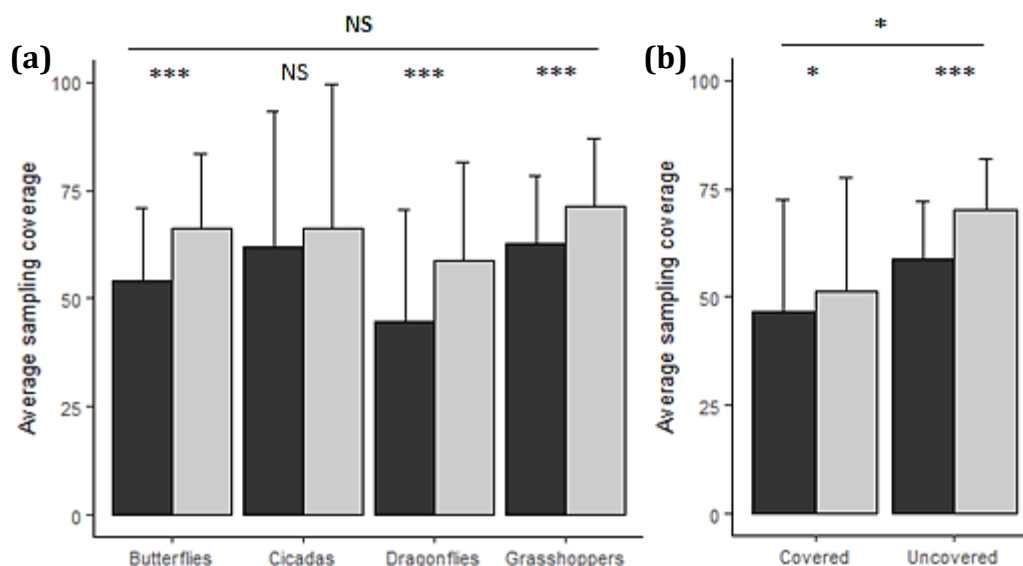 NS
(a)
*** NS *** ***
Average sampling coverage
100
75
50
25
0
Butterflies Cicadas Dragonflies Grasshoppers
*
(b)
* ***
Average sampling coverage
100
75
50
25
0
Covered Uncovered